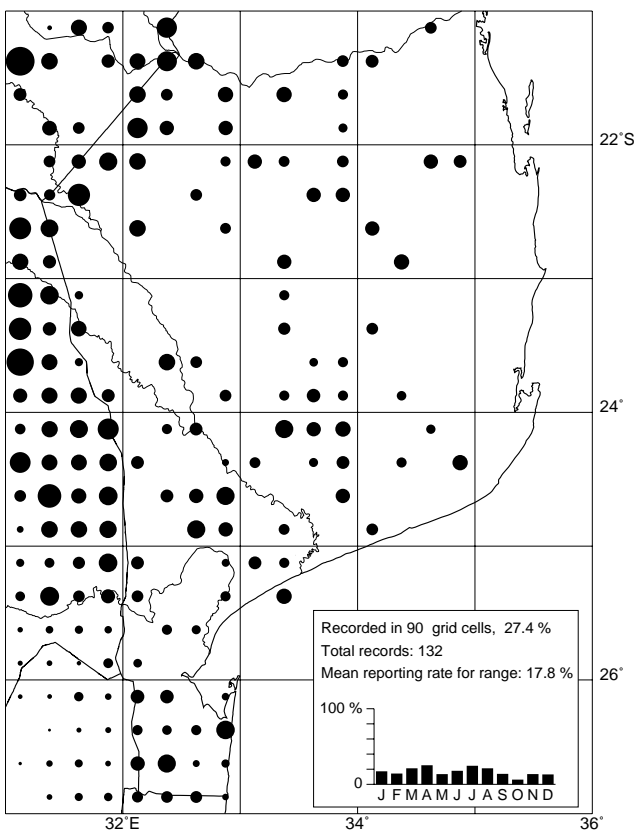 22˚S
24˚
Recorded in 90 grid cells, 27.4 %
Total records: 132
Mean reporting rate for range: 17.8 %
26˚
100 %
0
J F M A M J J A S O N D
32˚E
34˚
36˚